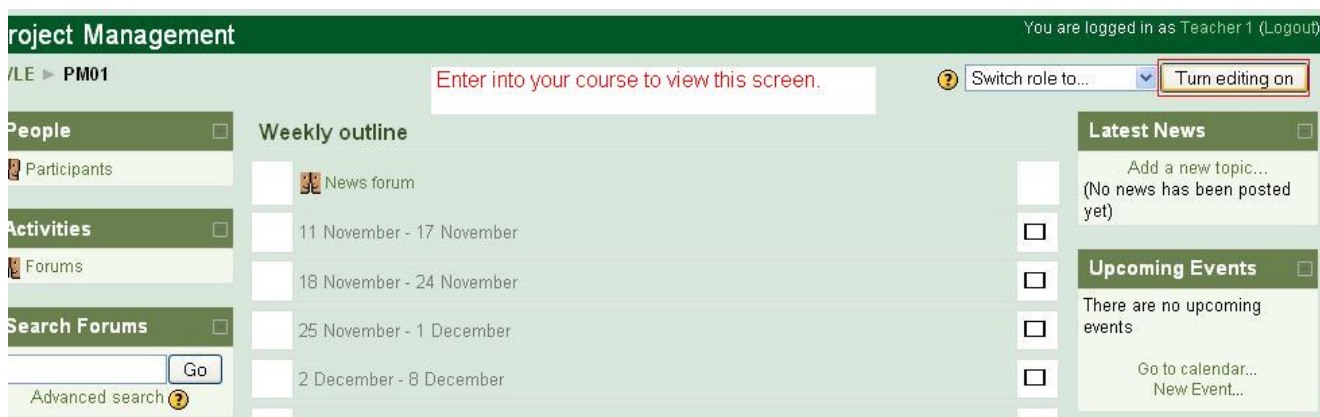 roject Management
You are logged in as Teacher 1 (Logout)
/LE ► PM01
Enter into your course to view this screen.
Switch role to...
Turn editing on
People
Participants
Activities
Forums
Search Forums
Go
Advanced search
Weekly outline
News forum
11 November - 17 November
18 November - 24 November
25 November - 1 December
2 December - 8 December
Latest News
Add a new topic...
(No news has been posted
yet)
Upcoming Events
There are no upcoming
events
Go to calendar...
New Event...